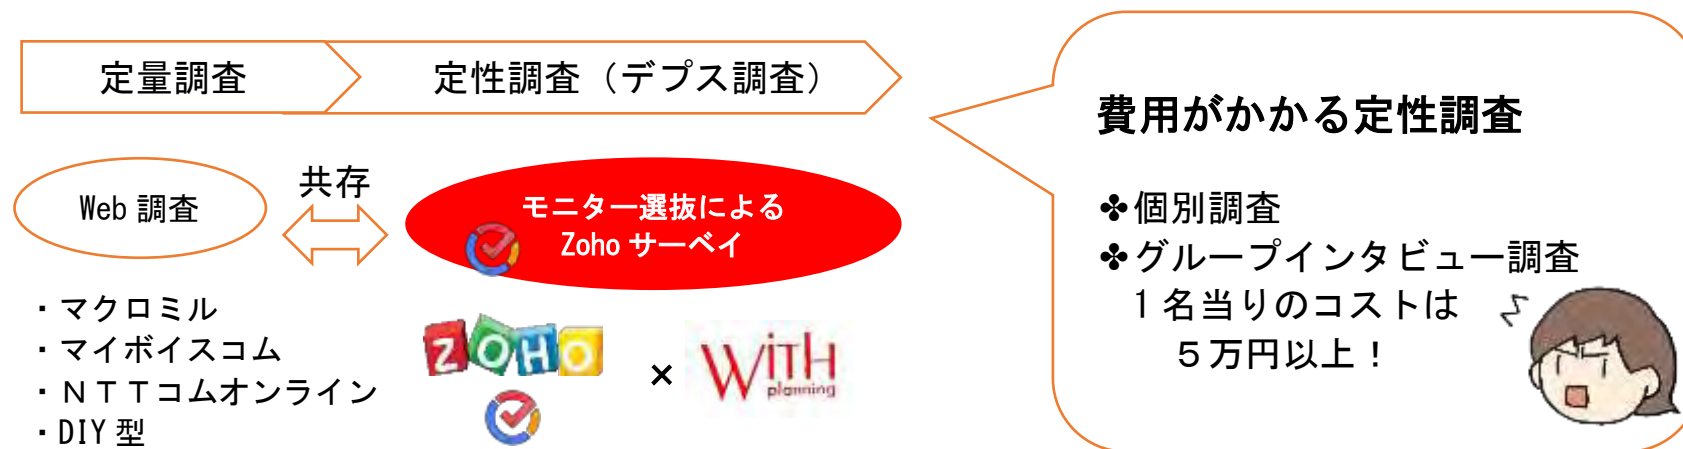 定量調査
定性調査（デプス調査）
Web 調査
共存
モニター選抜による
Zoho サーベイ
・マクロミル
・マイボイスコム
・ＮＴＴコムオンライン
・DIY 型
ZOHO
×
WiTH
planning
費用がかかる定性調査
✤個別調査
✤グループインタビュー調査
１名当りのコストは
５万円以上！